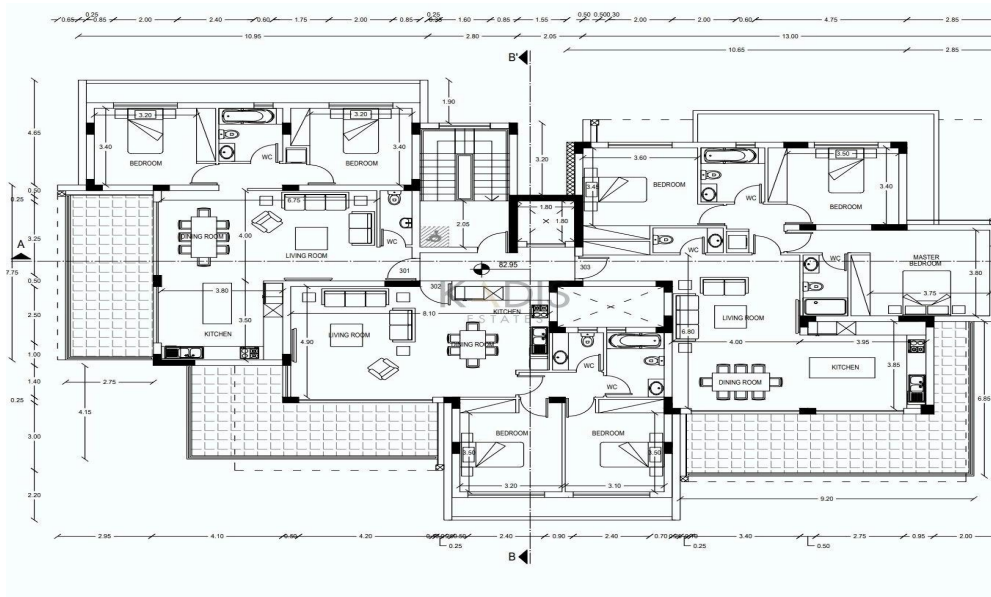 0.25 0.25
0.65 0.85 2.00 2.40 0.60 1.75 2.00 0.85 1.60 0.85 1.55 0.50 0.50 0.30 2.00 2.00 0.60 4.75 2.85
10.95 2.80 2.05 13.00
10.65 2.85
B'
1.90
3.20 3.20
4.65 3.40 BEDROOM WC BEDROOM 3.40 3.20
3.60 3.50
3.45 BEDROOM BEDROOM 3.40
WC
0.50
0.25
6.75
1.80
1.80
2.05
DINING ROOM 4.00
WC
LIVING ROOM
A 3.25
7.75
301 82.95 303
302
WC WC
MASTER
BEDROOM
3.80
3.75
0.50
3.80
KADIS
ESTATES
KITCHEN
8.10
2.50 3.50
KITCHEN
LIVING ROOM
4.90
DINING ROOM
6.80
LIVING ROOM
4.00 3.95
3.85
KITCHEN
DINING ROOM
WC
WC
1.00
1.40
0.25
2.75
4.15
6.85
3.00
BEDROOM BEDROOM
3.50 3.50
3.20 3.10
2.20
9.20
2.95 4.10 4.20 2.40 0.90 2.40 3.40 2.75 0.95 2.00
0.25 0.25 0.50
B